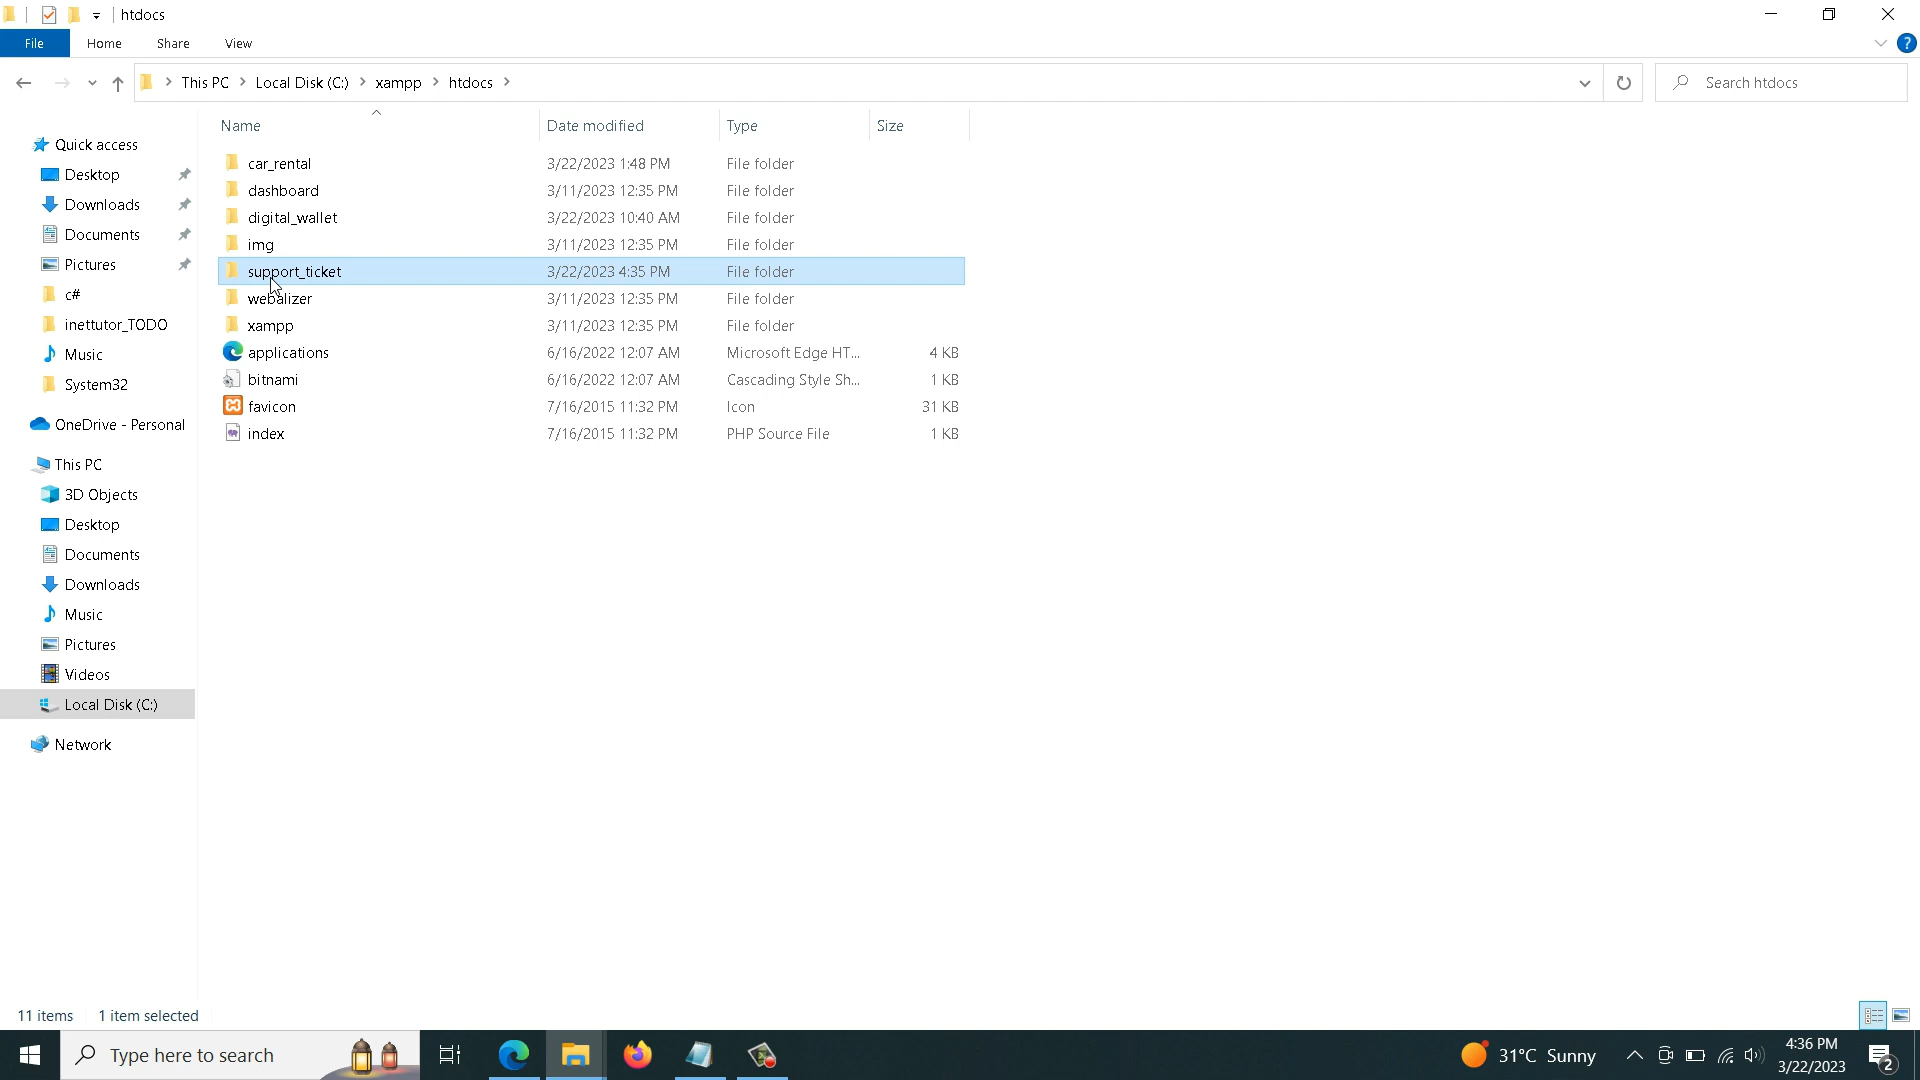 htdocs
File Home Share View
This PC Local Disk (C:) xampp htdocs
Search htdocs
Name Date modified Type Size
Quick access
Desktop
Downloads
Documents
Pictures
c#
inettutor_TODO
Music
System32
OneDrive - Personal
This PC
3D Objects
Desktop
Documents
Downloads
Music
Pictures
Videos
Local Disk (C:)
Network
car_rental 3/22/2023 1:48 PM File folder
dashboard 3/11/2023 12:35 PM File folder
digital_wallet 3/22/2023 10:40 AM File folder
img 3/11/2023 12:35 PM File folder
support_ticket 3/22/2023 4:35 PM File folder
webalizer 3/11/2023 12:35 PM File folder
xampp 3/11/2023 12:35 PM File folder
applications 6/16/2022 12:07 AM Microsoft Edge HT... 4 KB
bitnami 6/16/2022 12:07 AM Cascading Style Sh... 1 KB
favicon 7/16/2015 11:32 PM Icon 31 KB
index 7/16/2015 11:32 PM PHP Source File 1 KB
11 items 1 item selected
Type here to search
31°C Sunny
4:36 PM
3/22/2023
2